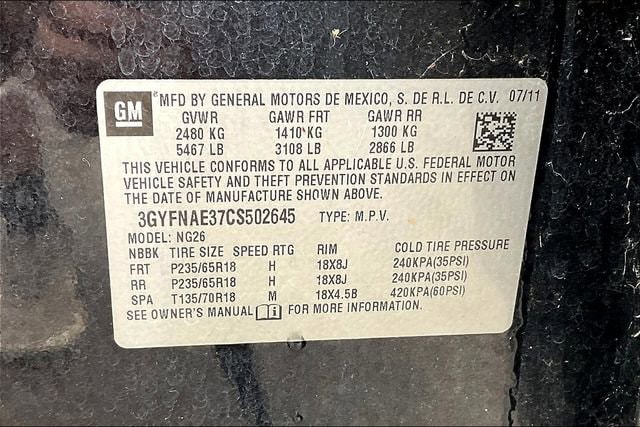 GM
MFD BY GENERAL MOTORS DE MEXICO, S. DE R.L. DE C.V. 07/11
GVWR GAWR FRT GAWR RR
2480 KG 1410 KG 1300 KG
5467 LB 3108 LB 2866 LB
THIS VEHICLE CONFORMS TO ALL APPLICABLE U.S. FEDERAL MOTOR
VEHICLE SAFETY AND THEFT PREVENTION STANDARDS IN EFFECT ON
THE DATE OF MANUFACTURE SHOWN ABOVE.
3GYFNAE37CS502645 TYPE: M.P.V.
MODEL: NG26
NBBK TIRE SIZE SPEED RTG RIM COLD TIRE PRESSURE
FRT P235/65R18 H 18X8J 240KPA(35PSI)
RR P235/65R18 H 18X8J 240KPA(35PSI)
SPA T135/70R18 M 18X4.5B 420KPA(60PSI)
SEE OWNER'S MANUAL FOR MORE INFORMATION.